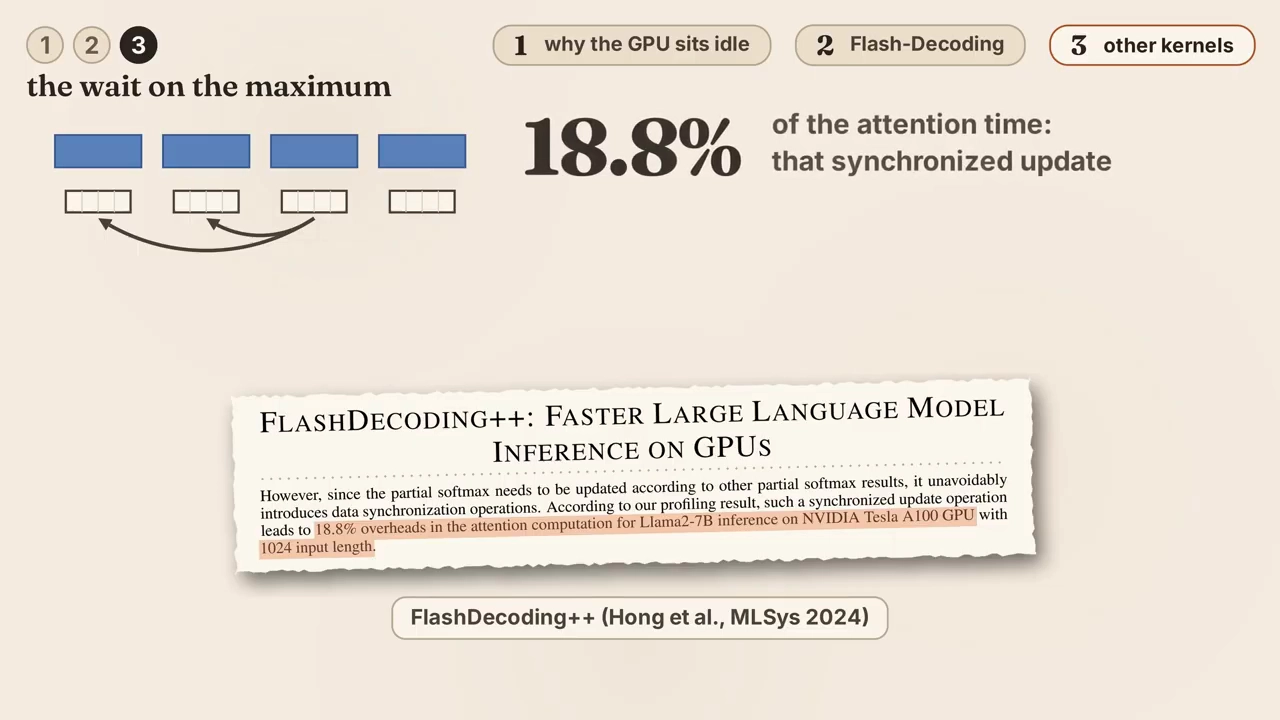 1 2 3
the wait on the maximum
1 why the GPU sits idle
2 Flash-Decoding
3 other kernels
18.8%
of the attention time:
that synchronized update
FLASHDECODING++: FASTER LARGE LANGUAGE MODEL
INFERENCE ON GPUS
However, since the partial softmax needs to be updated according to other partial softmax results, it unavoidably
introduces data synchronization operations. According to our profiling result, such a synchronized update operation
leads to 18.8% overheads in the attention computation for Llama2-7B inference on NVIDIA Tesla A100 GPU with
1024 input length.
FlashDecoding++ (Hong et al., MLSys 2024)